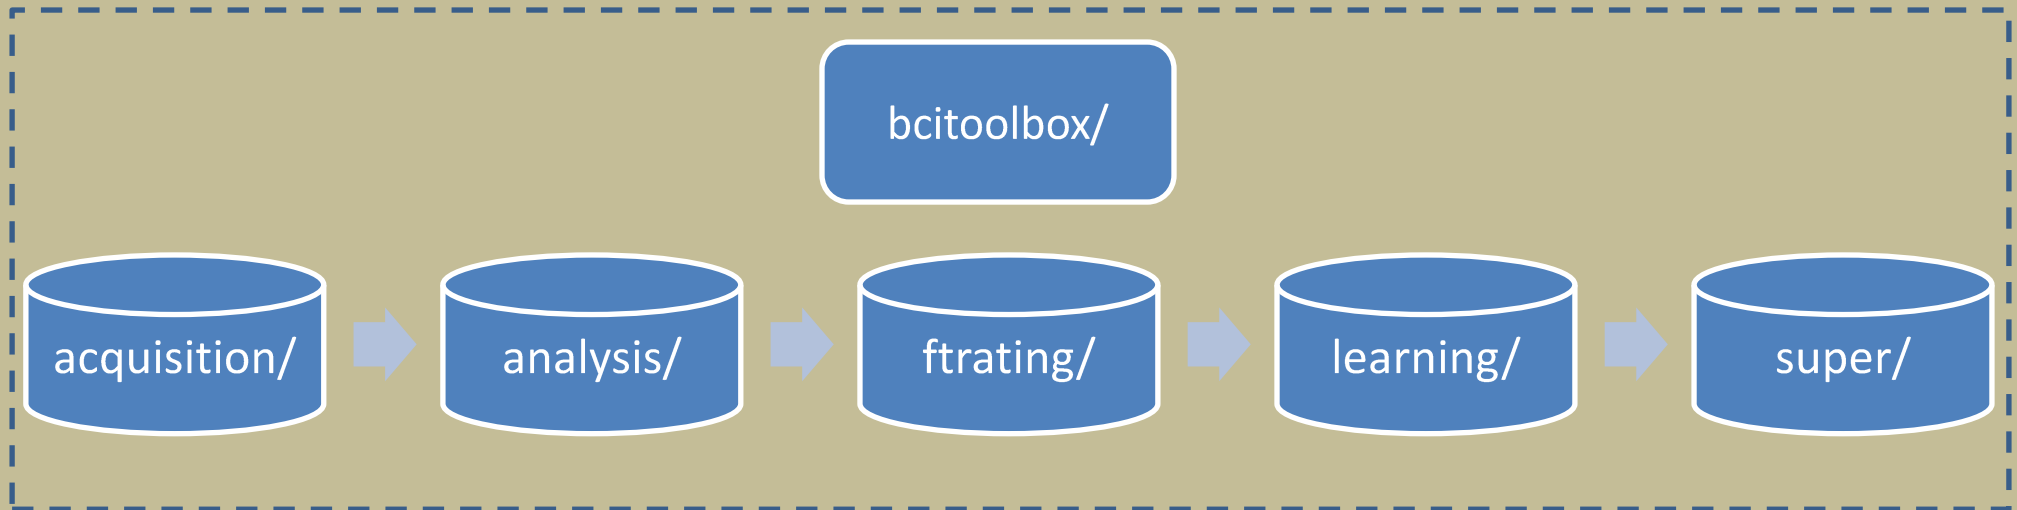 bcitoolbox/
acquisition/
analysis/
ftrating/
learning/
super/